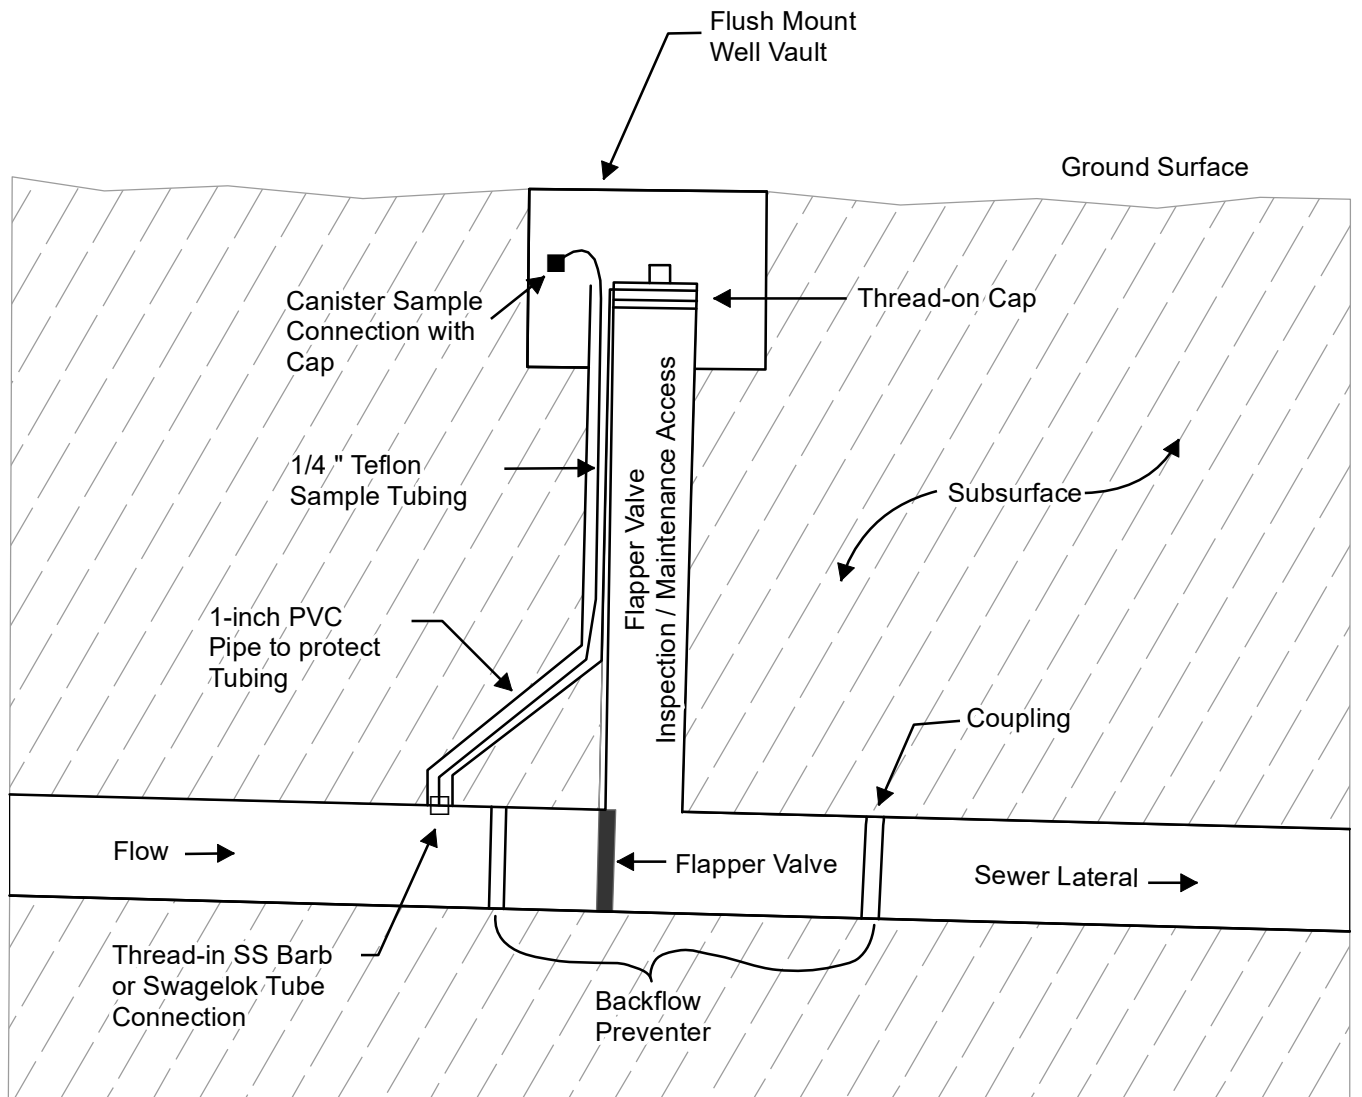 Flush Mount
Well Vault
Ground Surface
Canister Sample
Connection with
Cap
Thread-on Cap
1/4 " Teflon
Sample Tubing
Flapper Valve
Inspection / Maintenance Access
Subsurface
1-inch PVC
Pipe to protect
Tubing
Coupling
Flow
Flapper Valve
Sewer Lateral
Thread-in SS Barb
or Swagelok Tube
Connection
Backflow
Preventer